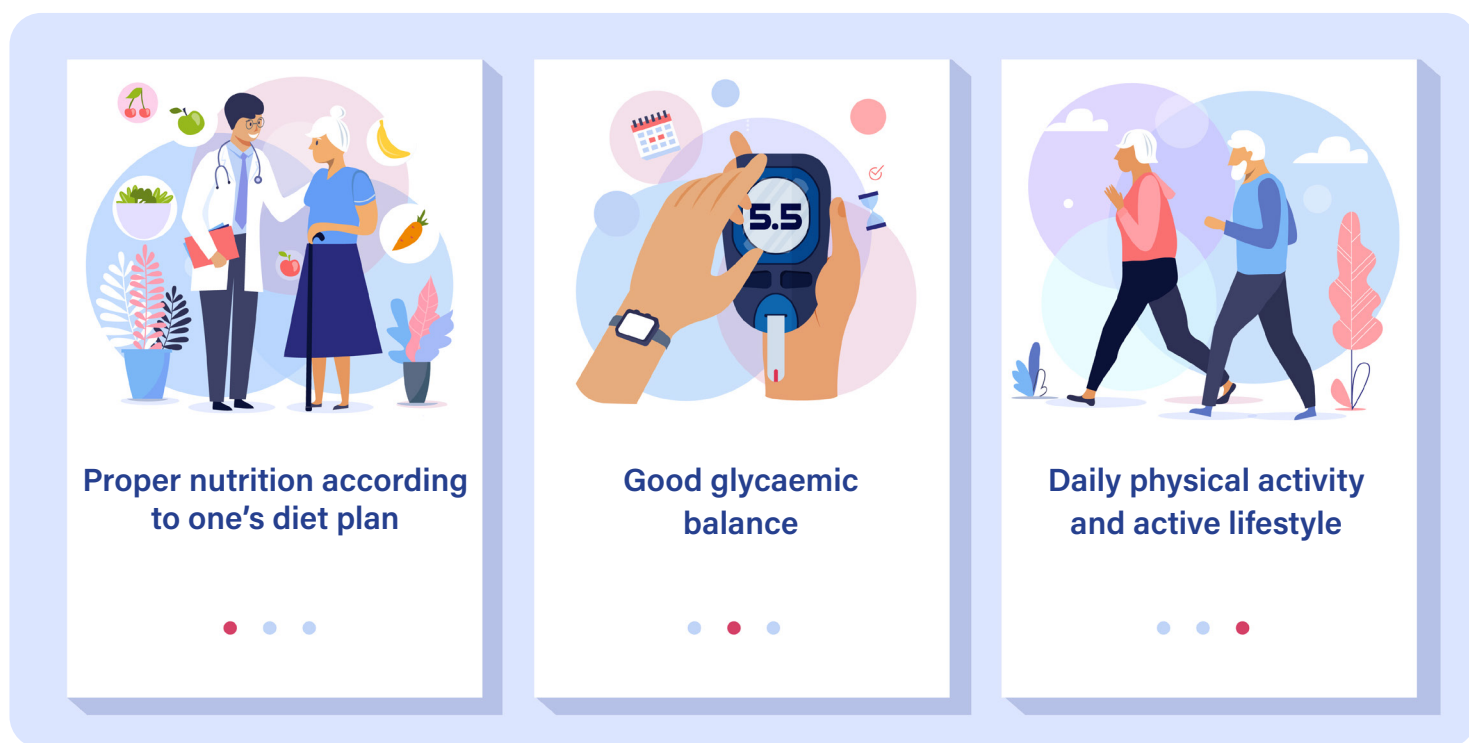 5.5
Proper nutrition according
to one's diet plan
Good glycaemic
balance
Daily physical activity
and active lifestyle